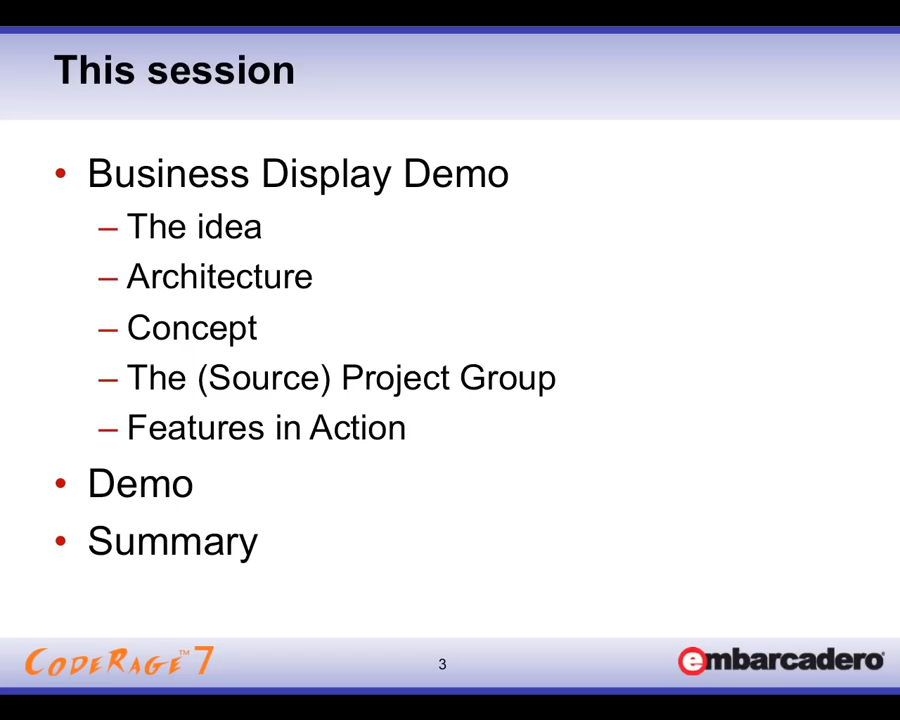 This session
• Business Display Demo
– The idea
– Architecture
– Concept
– The (Source) Project Group
– Features in Action
• Demo
• Summary
CODERAGE™ 7
3
embarcadero®